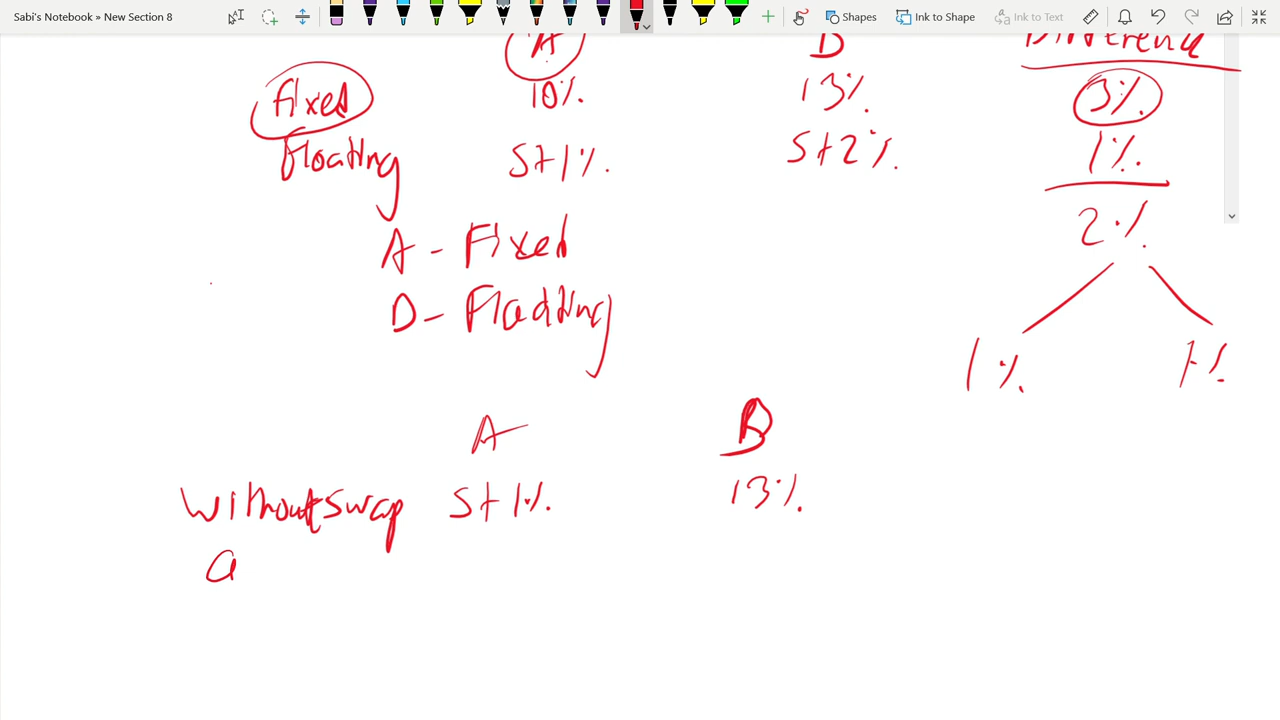 Sabi's Notebook » New Section 8
Shapes Ink to Shape Ink to Text
A B Difference
Fixed 10% 13% 3%
Floating S+1% S+2% 1%
2%
A - Fixed
B - Floating
1% 1%
A B
Without swap S+1% 13%
G